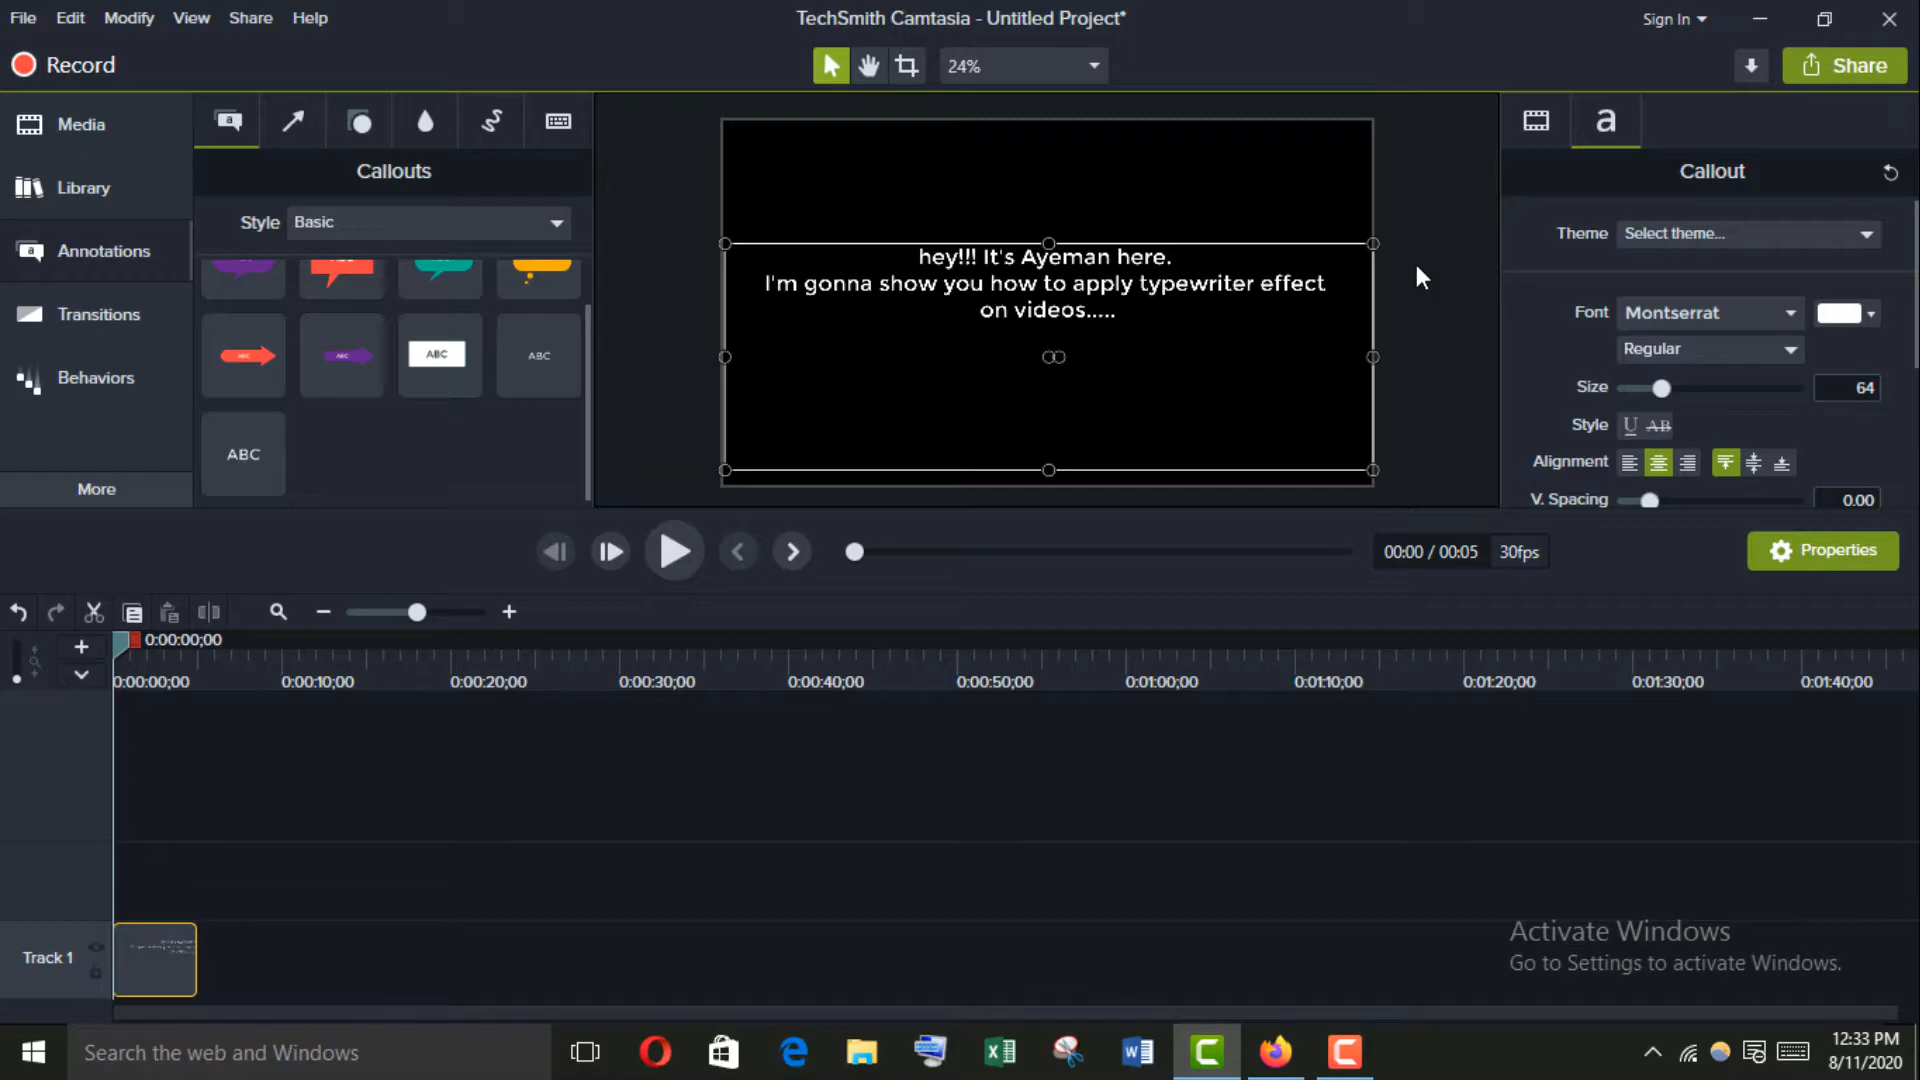 File Edit Modify View Share Help
TechSmith Camtasia - Untitled Project*
Sign In
Record
24%
Share
Media
Library
Annotations
Transitions
Behaviors
More
Callouts
Style Basic
ABC
ABC
ABC
hey!!! It's Ayeman here.
I'm gonna show you how to apply typewriter effect
on videos.....
a
Callout
Theme Select theme...
Font Montserrat
Regular
Size 64
Style U AB
Alignment
V. Spacing 0.00
00:00 / 00:05 30fps
Properties
0:00:00;00
0:00:00;00 0:00:10;00 0:00:20;00 0:00:30;00 0:00:40;00 0:00:50;00 0:01:00;00 0:01:10;00 0:01:20;00 0:01:30;00 0:01:40;00
Track 1
Activate Windows
Go to Settings to activate Windows.
Search the web and Windows
12:33 PM
8/11/2020